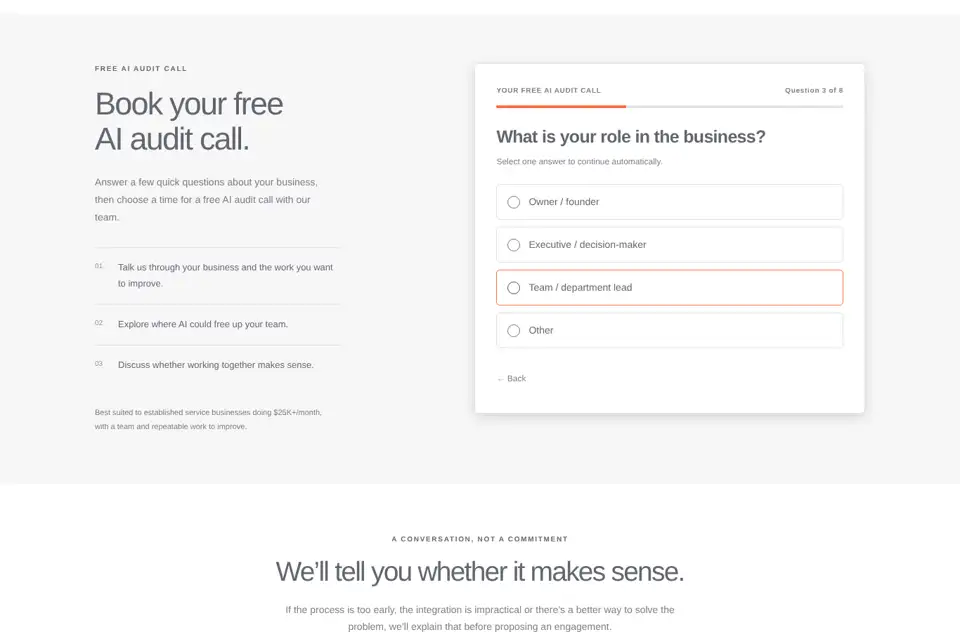 FREE AI AUDIT CALL
Book your free
AI audit call.
Answer a few quick questions about your business,
then choose a time for a free AI audit call with our
team.
01 Talk us through your business and the work you want
to improve.
02 Explore where AI could free up your team.
03 Discuss whether working together makes sense.
Best suited to established service businesses doing $25K+/month,
with a team and repeatable work to improve.
YOUR FREE AI AUDIT CALL Question 3 of 8
What is your role in the business?
Select one answer to continue automatically.
Owner / founder
Executive / decision-maker
Team / department lead
Other
← Back
A CONVERSATION, NOT A COMMITMENT
We’ll tell you whether it makes sense.
If the process is too early, the integration is impractical or there’s a better way to solve the
problem, we’ll explain that before proposing an engagement.